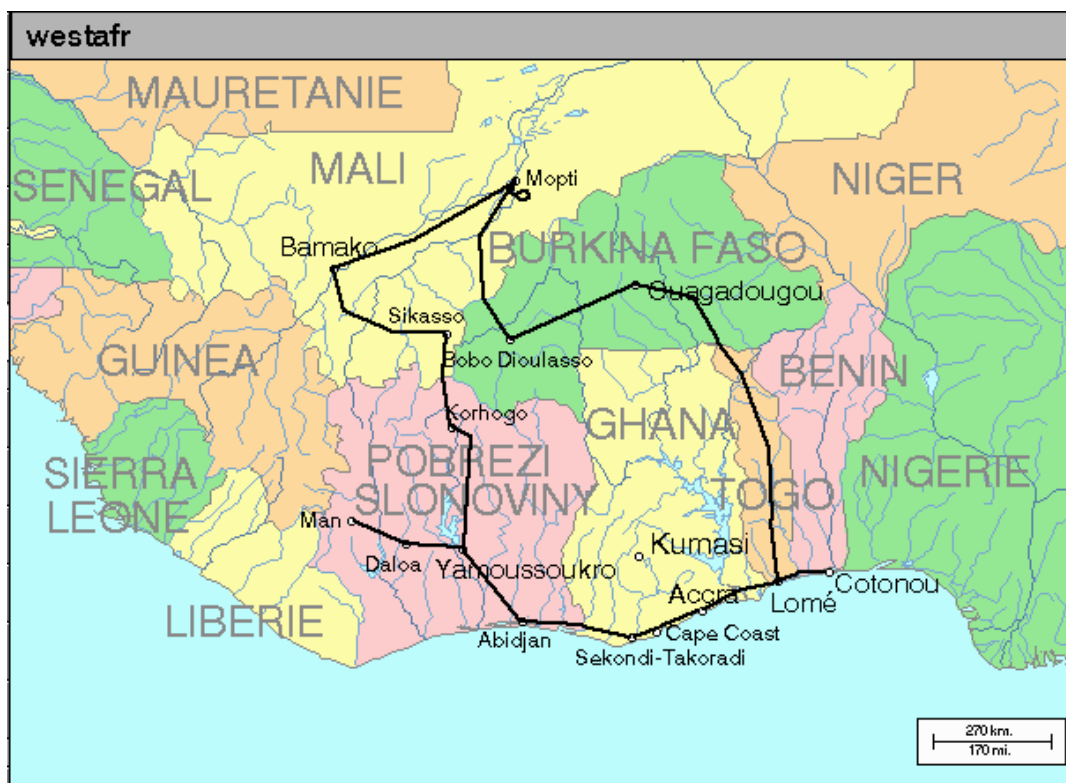 westafr
MAURETANIE
MALI
SENEGAL
NIGER
Mopti
BURKINA FASO
Bamako
Ouagadougou
Sikasso
Bobo Dioulasso
GUINEA
BENIN
Korhogo
GHANA
POBREZI
SLONOVINY
SIERRA
LEONE
TOGO
NIGERIE
Man
Daloa
Yamoussoukro
Kumasi
Accra
Lomé
Cotonou
LIBERIE
Abidjan
Cape Coast
Sekondi-Takoradi
270 km.
170 mi.